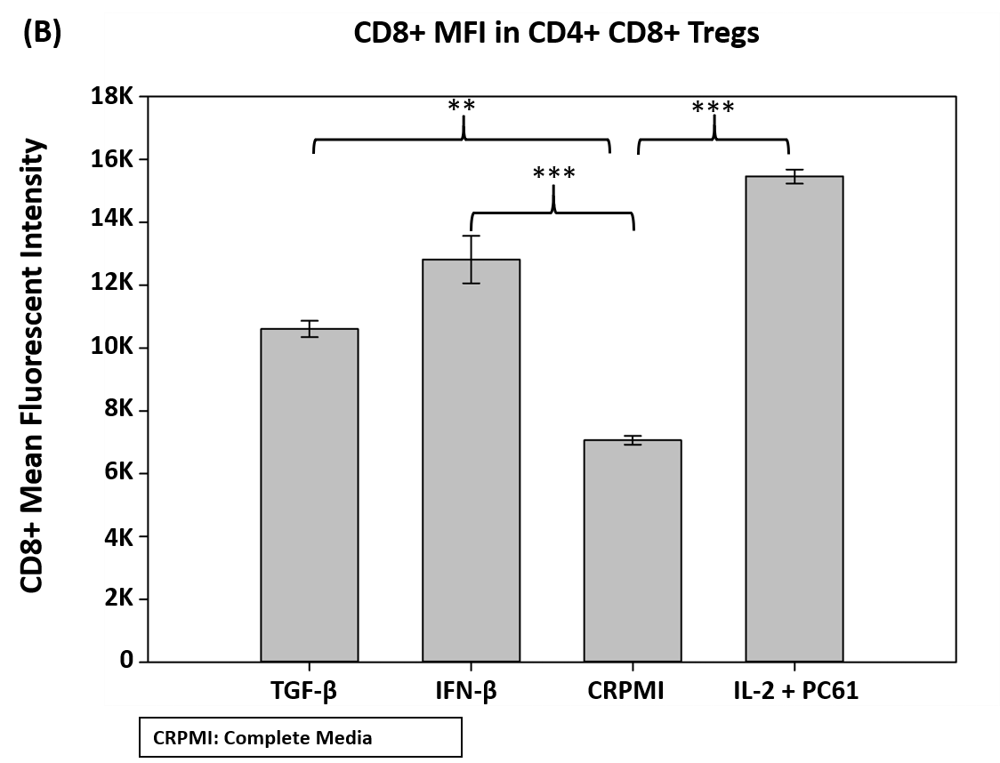 (B)
CD8+ MFI in CD4+ CD8+ Tregs
CD8+ Mean Fluorescent Intensity
18K
16K
14K
12K
10K
8K
6K
4K
2K
0
**
***
***
TGF-β
IFN-β
CRPMI
IL-2 + PC61
CRPMI: Complete Media